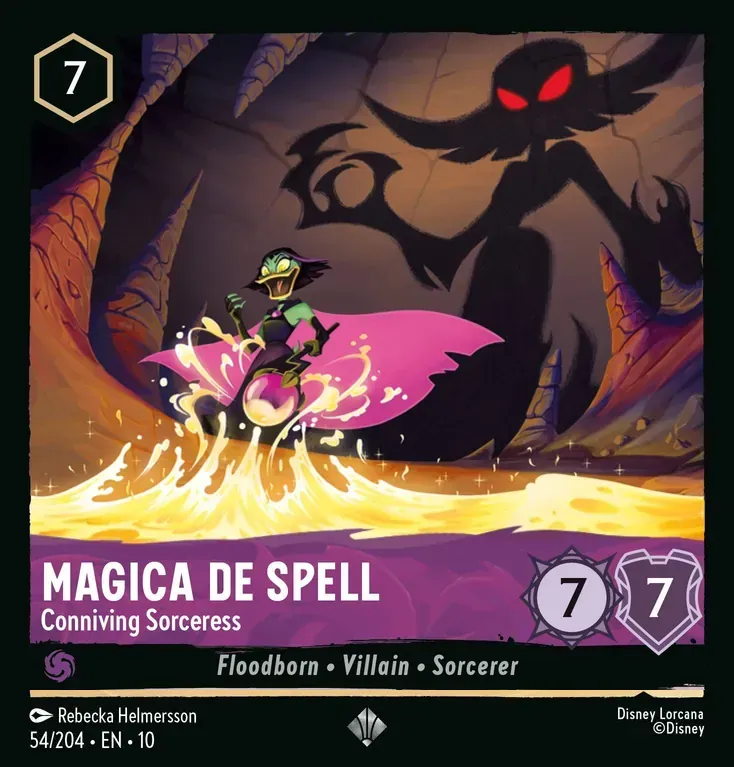 7
MAGICA DE SPELL
Conniving Sorceress
7
7
Floodborn • Villain • Sorcerer
Rebecka Helmersson
54/204 • EN • 10
Disney Lorcana
©Disney